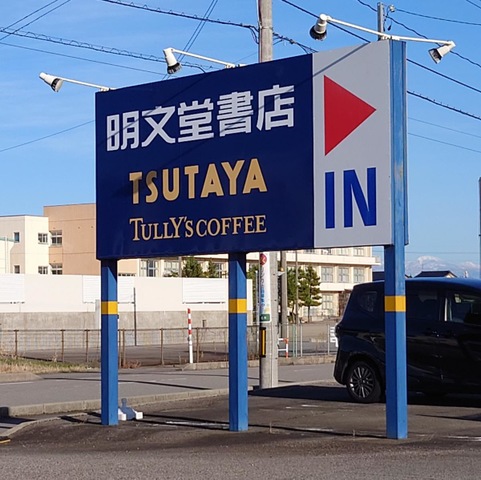 明文堂書店
TSUTAYA
TULLY'S COFFEE
IN